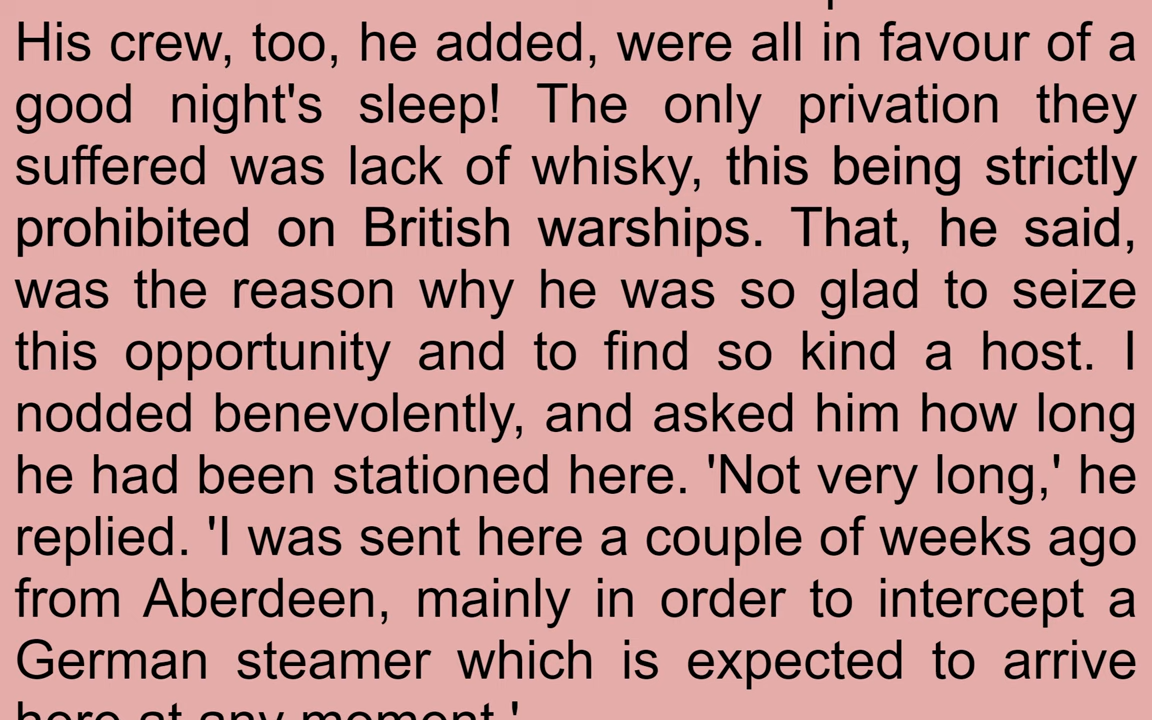 His crew, too, he added, were all in favour of a
good night's sleep! The only privation they
suffered was lack of whisky, this being strictly
prohibited on British warships. That, he said,
was the reason why he was so glad to seize
this opportunity and to find so kind a host. I
nodded benevolently, and asked him how long
he had been stationed here. 'Not very long,' he
replied. 'I was sent here a couple of weeks ago
from Aberdeen, mainly in order to intercept a
German steamer which is expected to arrive
here at any moment.'